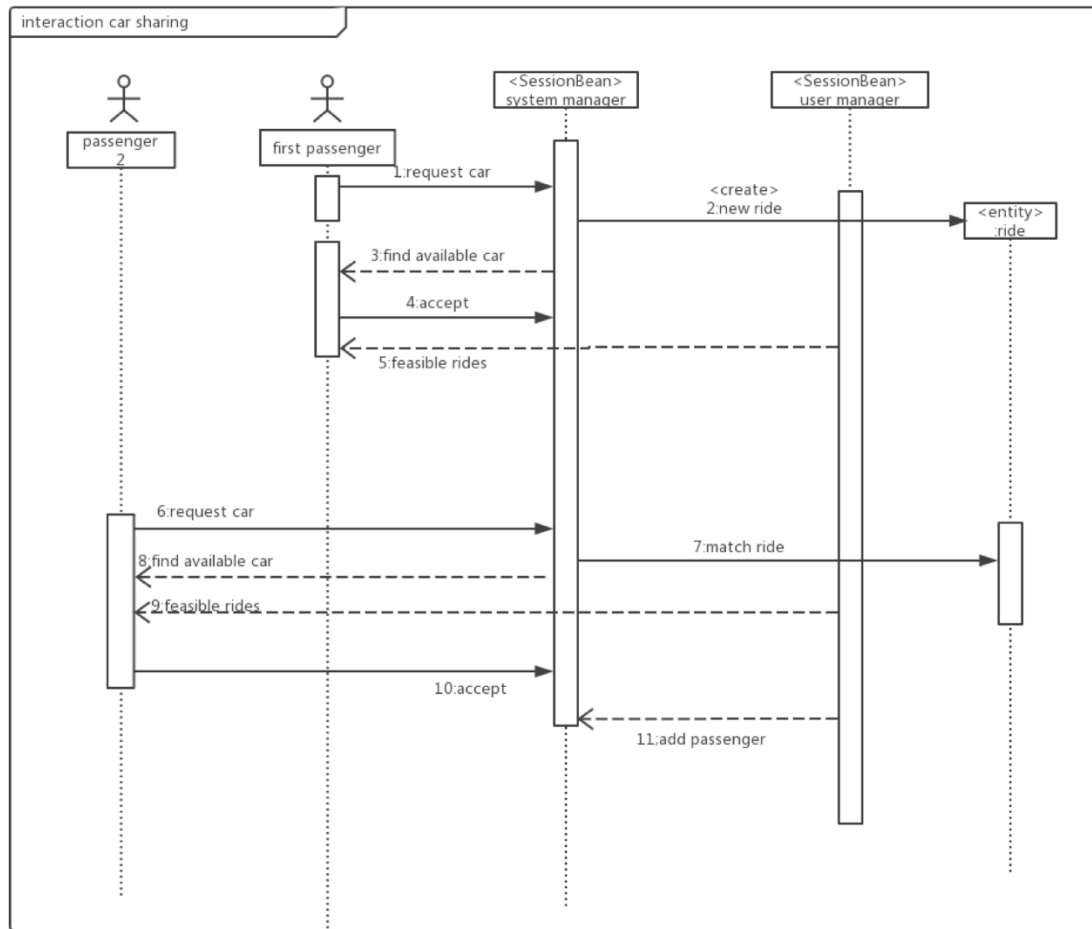 interaction car sharing
<SessionBean>
system manager
<SessionBean>
user manager
passenger
2
first passenger
1:request car
<create>
2:new ride
<entity>
:ride
3:find available car
4:accept
5:feasible rides
6:request car
7:match ride
8:find available car
9:feasible rides
10:accept
11;add passenger